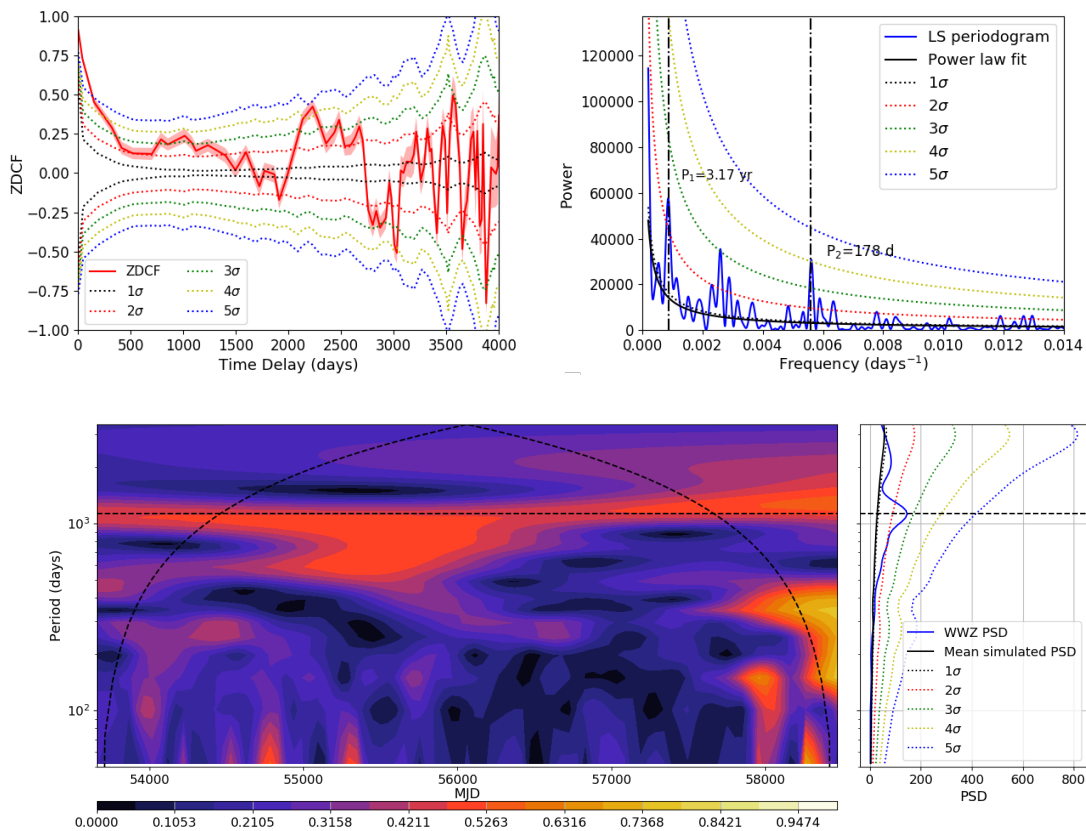 1.00
0.75
0.50
0.25
0.00
−0.25
−0.50
−0.75
−1.00
ZDCF
ZDCF
1σ
2σ
3σ
4σ
5σ
0
500
1000
1500
2000
2500
3000
3500
4000
Time Delay (days)
120000
100000
80000
60000
40000
20000
0
Power
P₁=3.17 yr
P₂=178 d
LS periodogram
Power law fit
1σ
2σ
3σ
4σ
5σ
0.000
0.002
0.004
0.006
0.008
0.010
0.012
0.014
Frequency (days⁻¹)
10³
10²
Period (days)
54000
55000
56000
57000
58000
MJD
0.0000
0.1053
0.2105
0.3158
0.4211
0.5263
0.6316
0.7368
0.8421
0.9474
WWZ PSD
Mean simulated PSD
1σ
2σ
3σ
4σ
5σ
0
200
400
600
800
PSD